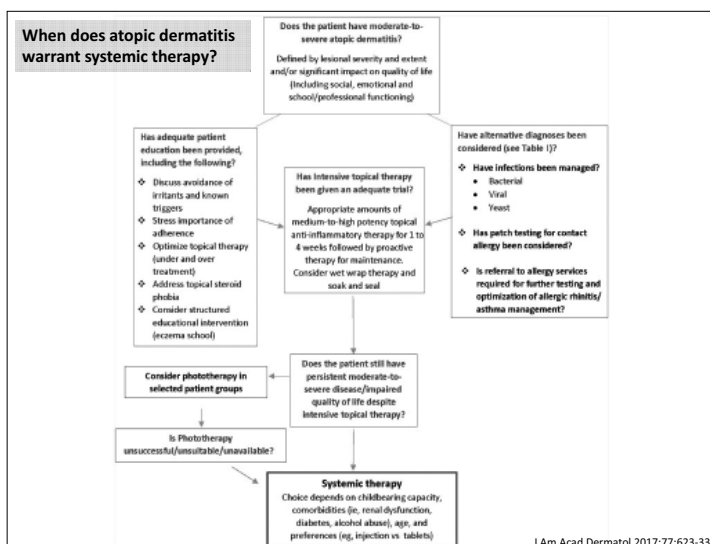 When does atopic dermatitis
warrant systemic therapy?
Does the patient have moderate-to-
severe atopic dermatitis?
Defined by lesional severity and extent
and/or significant impact on quality of life
(Including social, emotional and
school/professional functioning)
Has adequate patient
education been provided,
including the following?
❖ Discuss avoidance of
irritants and known
triggers
❖ Stress importance of
adherence
❖ Optimize topical therapy
(under and over
treatment)
❖ Address topical steroid
phobia
❖ Consider structured
educational intervention
(eczema school)
Has Intensive topical therapy
been given an adequate trial?
Appropriate amounts of
medium-to-high potency topical
anti-inflammatory therapy for 1 to
4 weeks followed by proactive
therapy for maintenance.
Consider wet wrap therapy and
soak and seal
Have alternative diagnoses been
considered (see Table I)?
❖ Have infections been managed?
• Bacterial
• Viral
• Yeast
❖ Has patch testing for contact
allergy been considered?
❖ Is referral to allergy services
required for further testing and
optimization of allergic rhinitis/
asthma management?
Consider phototherapy in
selected patient groups
Does the patient still have
persistent moderate-to-
severe disease/impaired
quality of life despite
intensive topical therapy?
Is Phototherapy
unsuccessful/unsuitable/unavailable?
Systemic therapy
Choice depends on childbearing capacity,
comorbidities (ie, renal dysfunction,
diabetes, alcohol abuse), age, and
preferences (eg, injection vs tablets)
J Am Acad Dermatol 2017;77:623-33